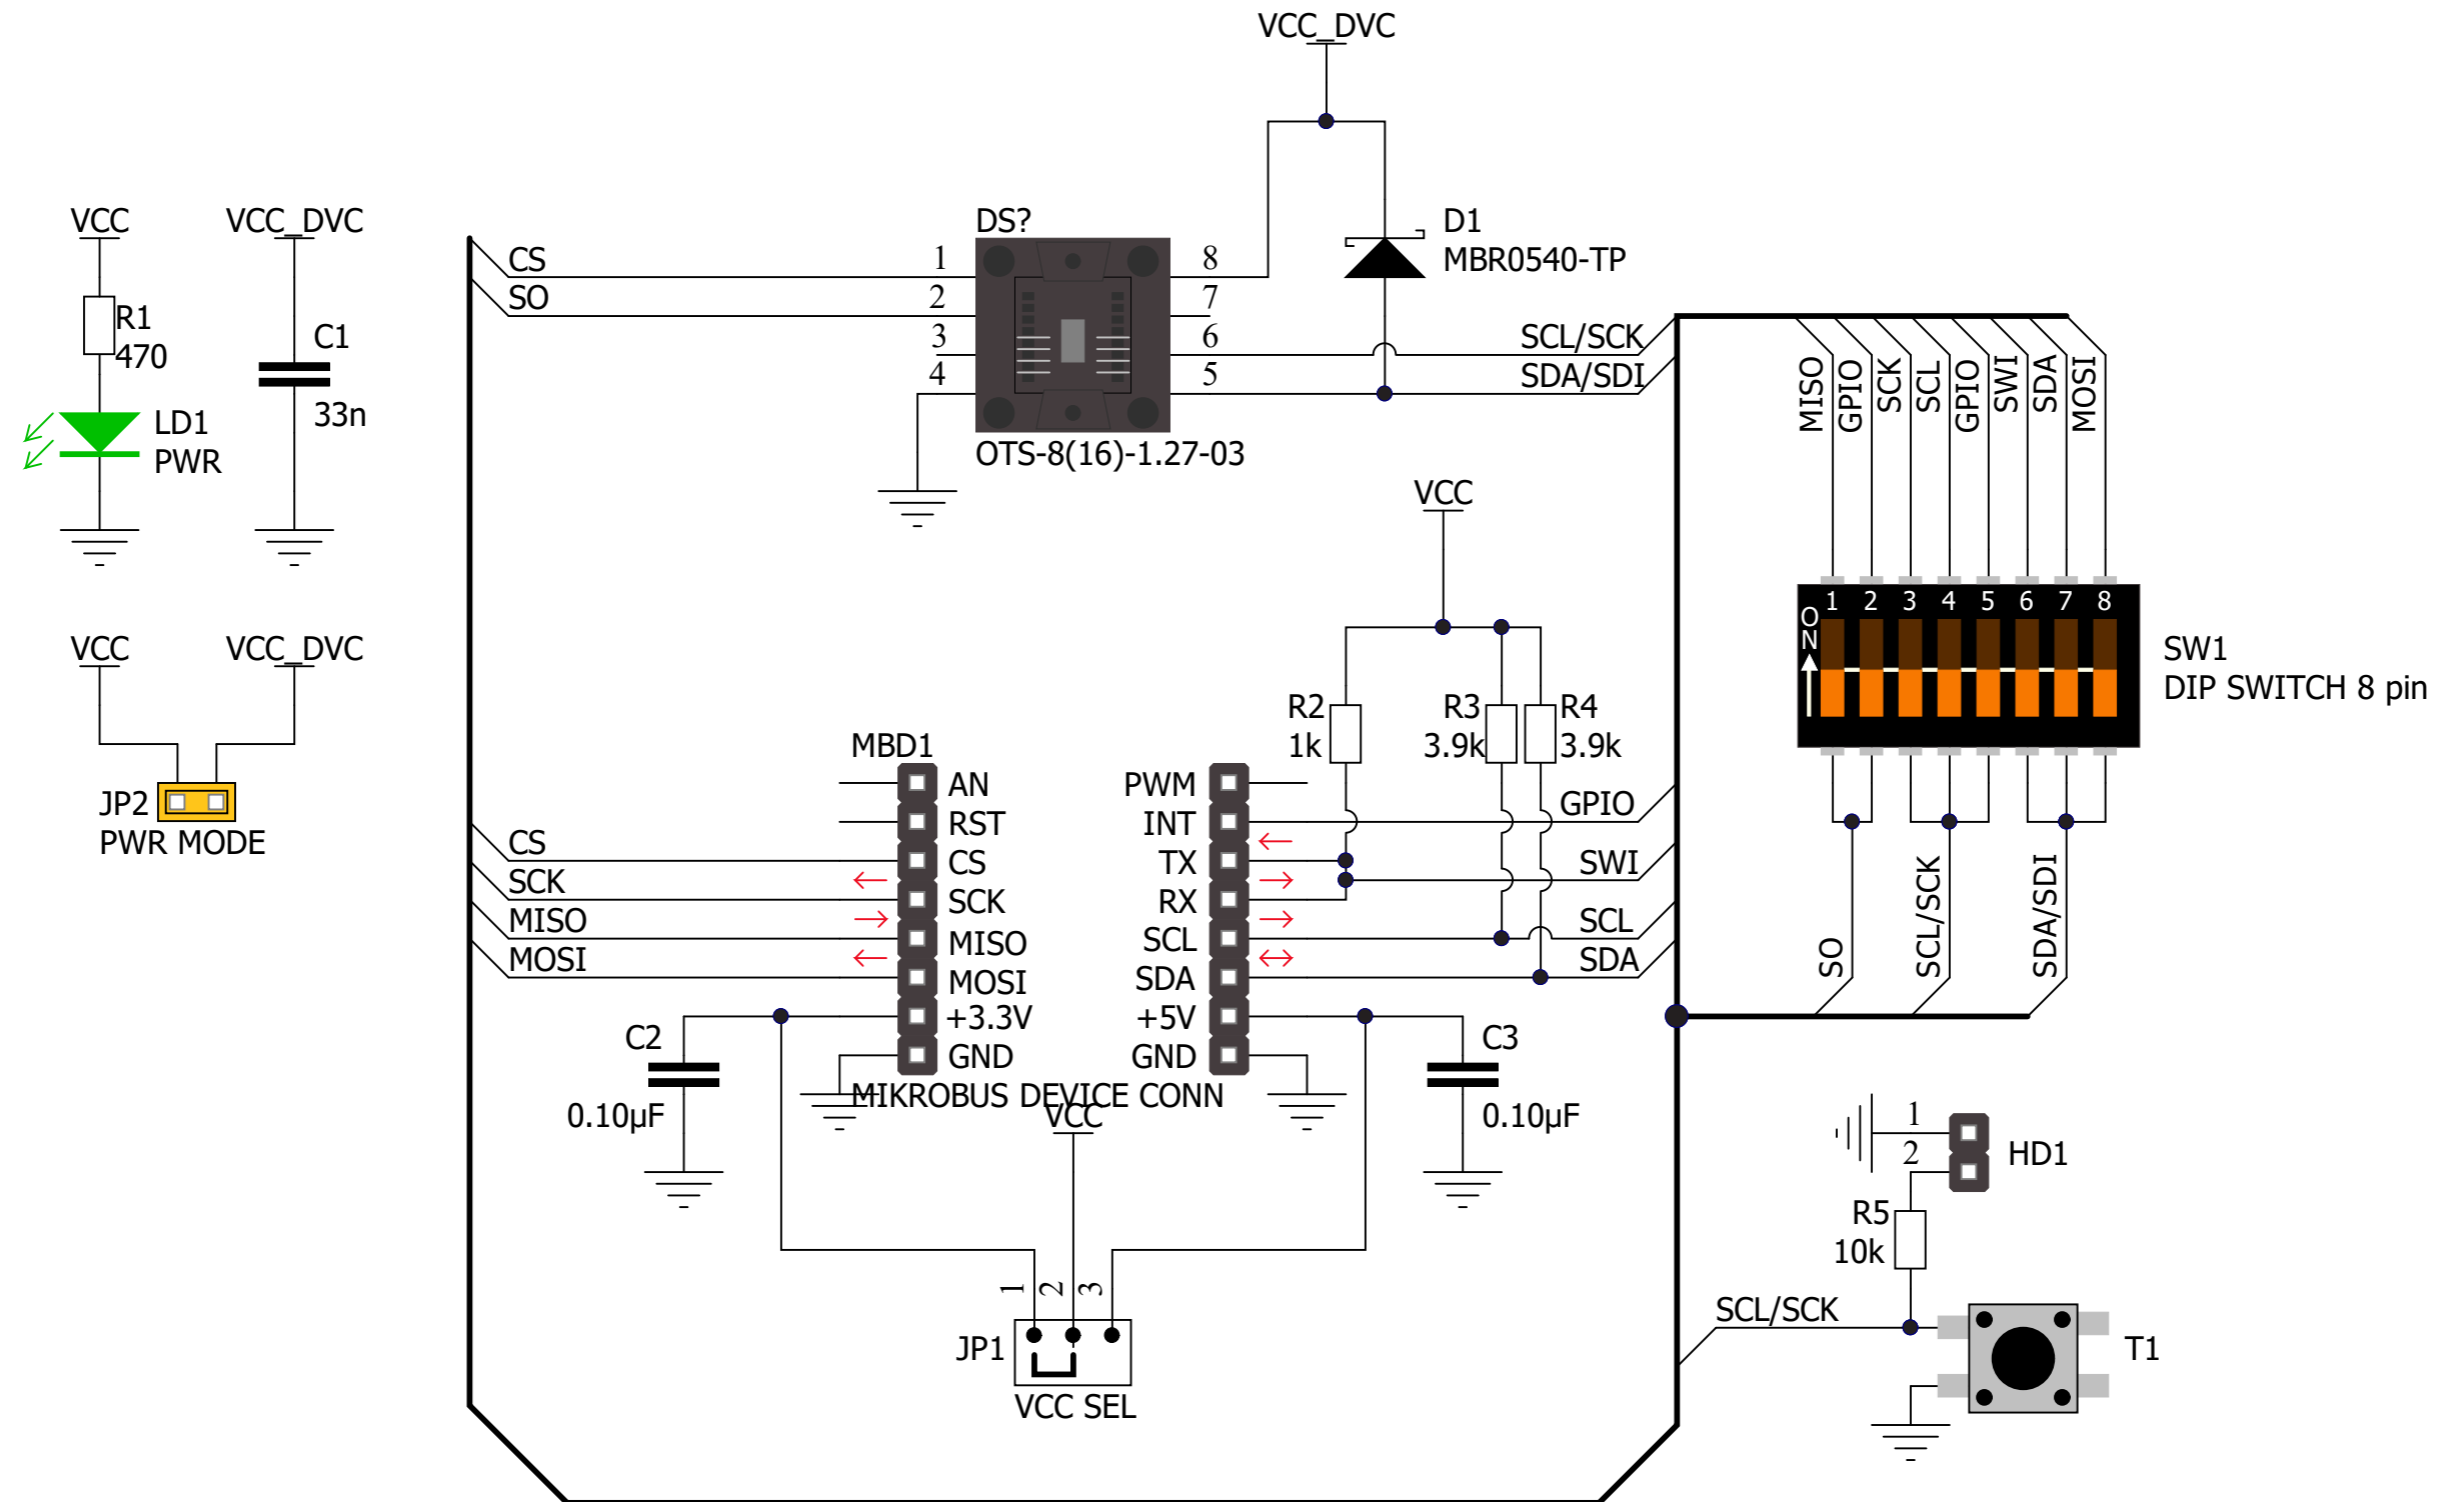 VCC_DVC
VCC
VCC_DVC
R1
470
C1
33n
LD1
PWR
VCC
VCC_DVC
JP2
PWR MODE
CS
SO
DS?
1
2
3
4
8
7
6
5
OTS-8(16)-1.27-03
D1
MBR0540-TP
SCL/SCK
SDA/SDI
MISO
GPIO
SCK
SCL
GPIO
SWI
SDA
MOSI
ON
1 2 3 4 5 6 7 8
SW1
DIP SWITCH 8 pin
SO
SCL/SCK
SDA/SDI
VCC
R2
1k
R3
3.9k
R4
3.9k
MBD1
AN
RST
CS
SCK
MISO
MOSI
+3.3V
GND
PWM
INT
TX
RX
SCL
SDA
+5V
GND
MIKROBUS DEVICE CONN
CS
SCK
MISO
MOSI
GPIO
SWI
SCL
SDA
C2
0.10µF
C3
0.10µF
VCC
1
2
3
JP1
VCC SEL
1
2
HD1
R5
10k
SCL/SCK
T1